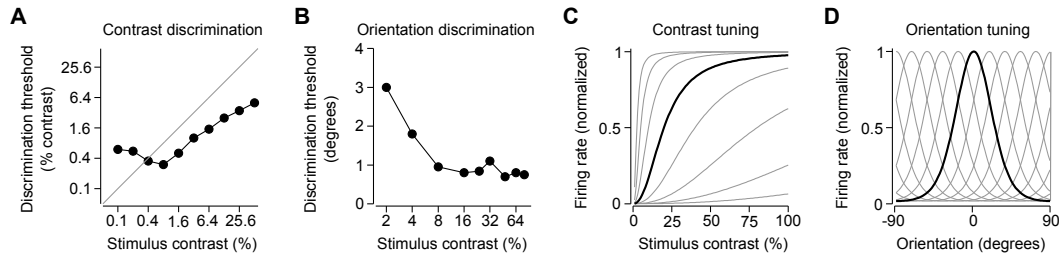 A
Contrast discrimination
Discrimination threshold
(% contrast)
25.6
6.4
1.6
0.4
0.1
0.1
0.4
1.6
6.4
25.6
Stimulus contrast (%)
B
Orientation discrimination
Discrimination threshold
(degrees)
4
3
2
1
0
2
4
8
16
32
64
Stimulus contrast (%)
C
Contrast tuning
Firing rate (normalized)
1
0.5
0
0
25
50
75
100
Stimulus contrast (%)
D
Orientation tuning
Firing rate (normalized)
1
0.5
0
-90
0
90
Orientation (degrees)